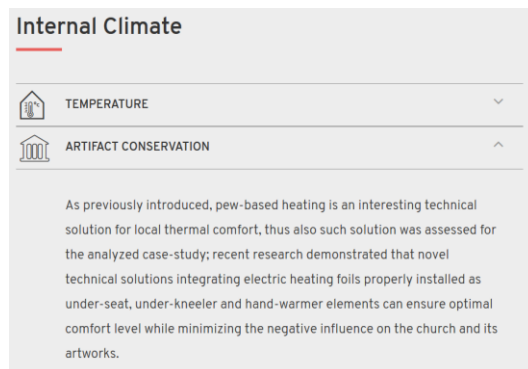 Internal Climate
TEMPERATURE
ARTIFACT CONSERVATION
As previously introduced, pew-based heating is an interesting technical
solution for local thermal comfort, thus also such solution was assessed for
the analyzed case-study; recent research demonstrated that novel
technical solutions integrating electric heating foils properly installed as
under-seat, under-kneeler and hand-warmer elements can ensure optimal
comfort level while minimizing the negative influence on the church and its
artworks.